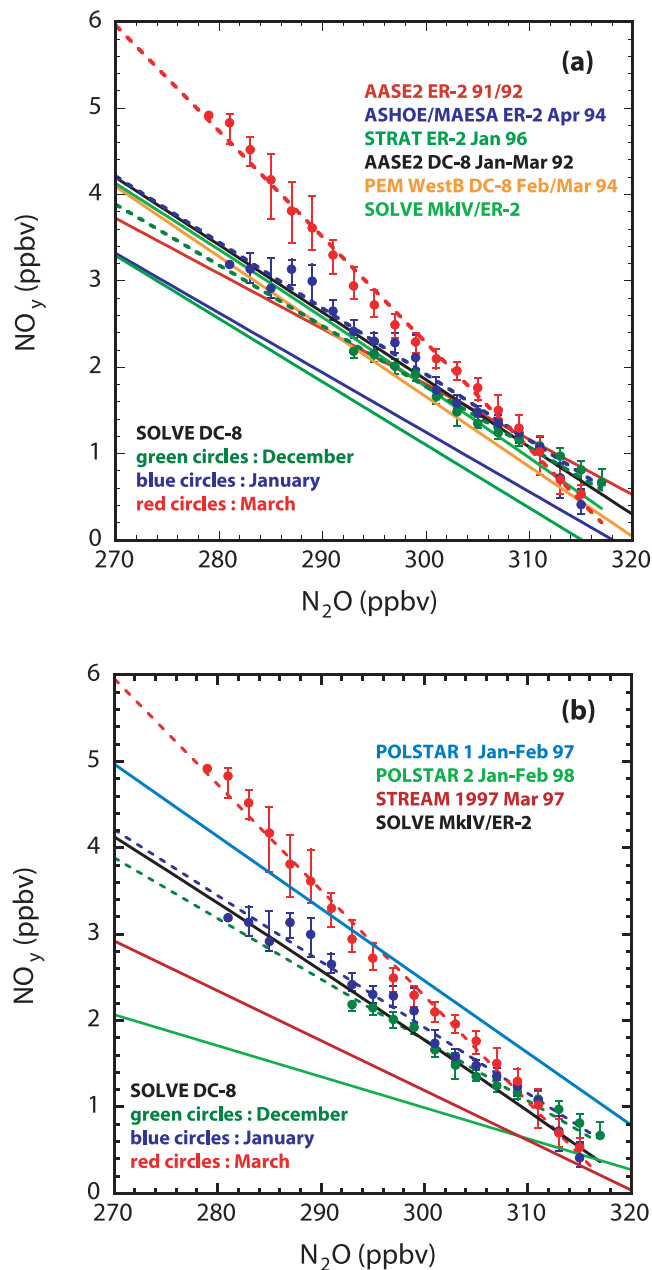 6
5
4
3
2
1
0
NOy (ppbv)
(a)
AASE2 ER-2 91/92
ASHOE/MAESA ER-2 Apr 94
STRAT ER-2 Jan 96
AASE2 DC-8 Jan-Mar 92
PEM WestB DC-8 Feb/Mar 94
SOLVE MkIV/ER-2
SOLVE DC-8
green circles : December
blue circles : January
red circles : March
270 280 290 300 310 320
N₂O (ppbv)
6
5
4
3
2
1
0
NOy (ppbv)
(b)
POLSTAR 1 Jan-Feb 97
POLSTAR 2 Jan-Feb 98
STREAM 1997 Mar 97
SOLVE MkIV/ER-2
SOLVE DC-8
green circles : December
blue circles : January
red circles : March
270 280 290 300 310 320
N₂O (ppbv)